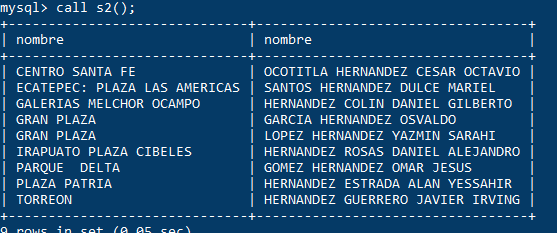 mysql> call s2();
+-------------------------------+----------------------------------+
| nombre | nombre |
+-------------------------------+----------------------------------+
| CENTRO SANTA FE | OCOTITLA HERNANDEZ CESAR OCTAVIO |
| ECATEPEC: PLAZA LAS AMERICAS | SANTOS HERNANDEZ DULCE MARIEL |
| GALERIAS MELCHOR OCAMPO | HERNANDEZ COLIN DANIEL GILBERTO |
| GRAN PLAZA | GARCIA HERNANDEZ OSVALDO |
| GRAN PLAZA | LOPEZ HERNANDEZ YAZMIN SARAHI |
| IRAPUATO PLAZA CIBELES | HERNANDEZ ROSAS DANIEL ALEJANDRO |
| PARQUE  DELTA | GOMEZ HERNANDEZ OMAR JESUS |
| PLAZA PATRIA | HERNANDEZ ESTRADA ALAN YESSAHIR |
| TORREON | HERNANDEZ GUERRERO JAVIER IRVING |
+-------------------------------+----------------------------------+
9 rows in set (0.05 sec)